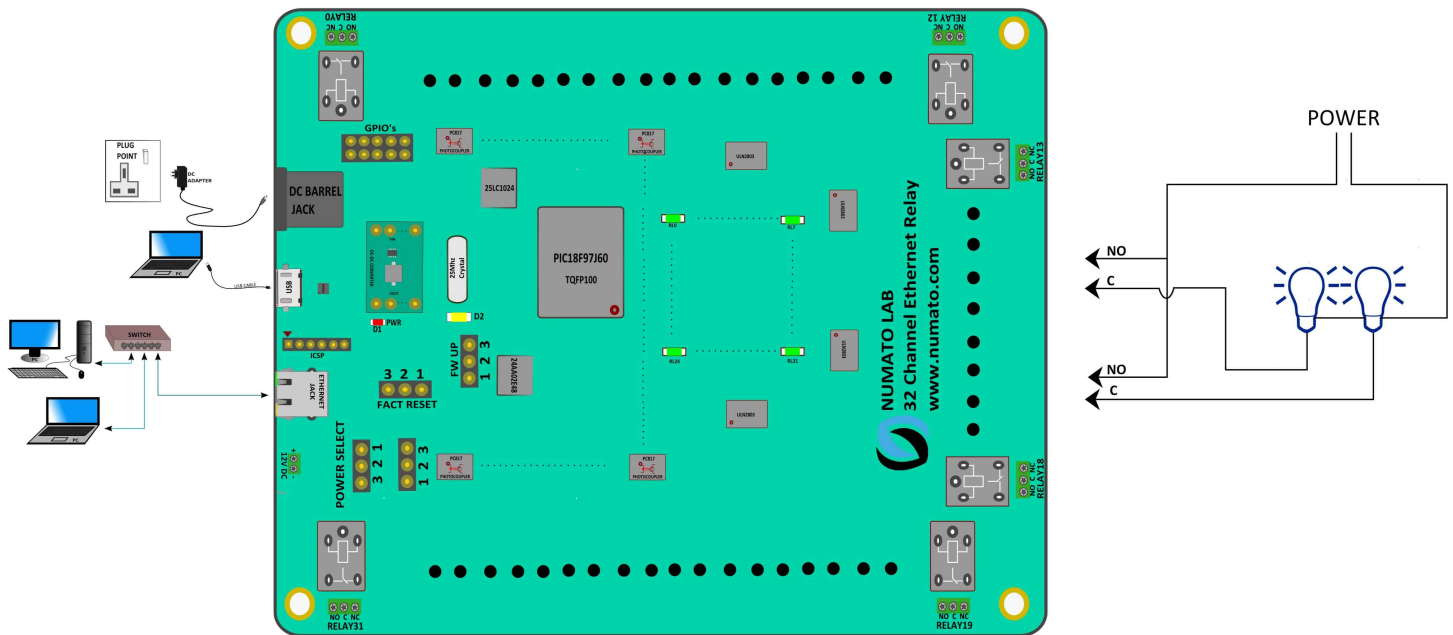 NO C NC
RELAY0
NO C NC
RELAY 12
POWER
PLUG
POINT
DC
ADAPTER
DC BARREL
JACK
GPIO's
PC817
PHOTOCOUPLER
PC817
PHOTOCOUPLER
ULN2803
25LC1024
NO C NC
RELAY13
PC
USB CABLE
USB
DC DC CONVERTER
25Mhz
Crystal
PIC18F97J60
TQFP100
RL0
RL7
ULN2803
NUMATO LAB
32 Channel Ethernet Relay
www.numato.com
NO
C
NO
C
D1
PWR
D2
ICSP
SWITCH
PC
PC
ETHERNET
JACK
FW UP
1 2 3
3 2 1
FACT RESET
24AA02E48
RL24
RL31
ULN2803
ULN2803
12V DC
+
-
POWER SELECT
3 2 1
1 2 3
PC817
PHOTOCOUPLER
PC817
PHOTOCOUPLER
NO C NC
RELAY18
NO C NC
RELAY31
NO C NC
RELAY19